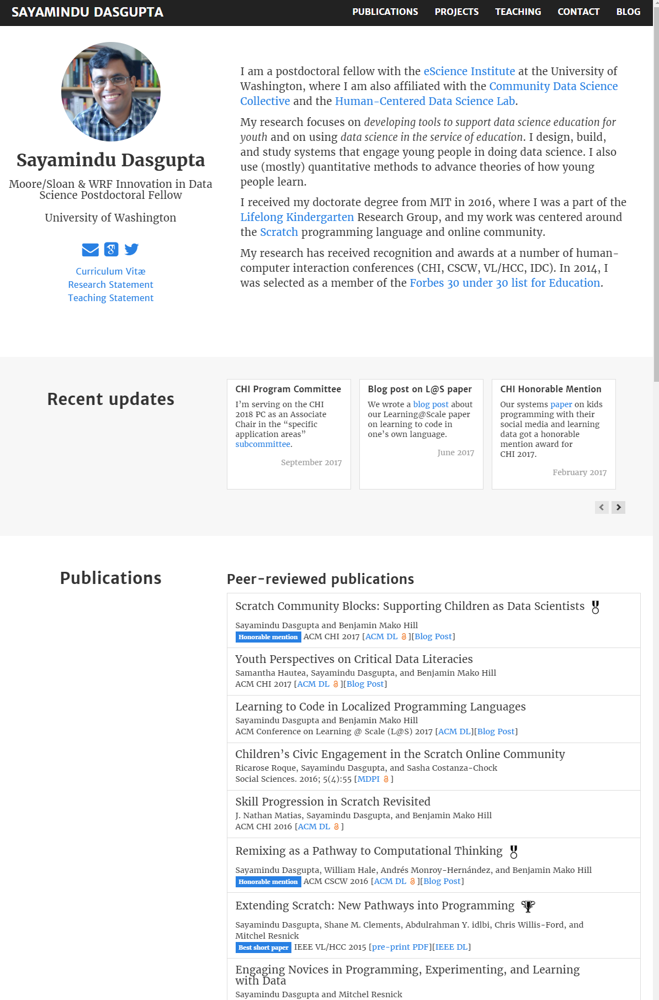 SAYAMINDU DASGUPTA
PUBLICATIONS PROJECTS TEACHING CONTACT BLOG
Sayamindu Dasgupta
Moore/Sloan & WRF Innovation in Data
Science Postdoctoral Fellow
University of Washington
Curriculum Vitæ
Research Statement
Teaching Statement
I am a postdoctoral fellow with the eScience Institute at the University of
Washington, where I am also affiliated with the Community Data Science
Collective and the Human-Centered Data Science Lab.
My research focuses on developing tools to support data science education for
youth and on using data science in the service of education. I design, build,
and study systems that engage young people in doing data science. I also
use (mostly) quantitative methods to advance theories of how young
people learn.
I received my doctorate degree from MIT in 2016, where I was a part of the
Lifelong Kindergarten Research Group, and my work was centered around
the Scratch programming language and online community.
My research has received recognition and awards at a number of human-
computer interaction conferences (CHI, CSCW, VL/HCC, IDC). In 2014, I
was selected as a member of the Forbes 30 under 30 list for Education.
Recent updates
CHI Program Committee
I’m serving on the CHI
2018 PC as an Associate
Chair in the “specific
application areas”
subcommittee.
September 2017
Blog post on L@S paper
We wrote a blog post about
our Learning@Scale paper
on learning to code in
one’s own language.
June 2017
CHI Honorable Mention
Our systems paper on kids
programming with their
social media and learning
data got a honorable
mention award for
CHI 2017.
February 2017
Publications
Peer-reviewed publications
Scratch Community Blocks: Supporting Children as Data Scientists
Sayamindu Dasgupta and Benjamin Mako Hill
Honorable mention ACM CHI 2017 [ACM DL ][Blog Post]
Youth Perspectives on Critical Data Literacies
Samantha Hautea, Sayamindu Dasgupta, and Benjamin Mako Hill
ACM CHI 2017 [ACM DL ][Blog Post]
Learning to Code in Localized Programming Languages
Sayamindu Dasgupta and Benjamin Mako Hill
ACM Conference on Learning @ Scale (L@S) 2017 [ACM DL][Blog Post]
Children’s Civic Engagement in the Scratch Online Community
Ricarose Roque, Sayamindu Dasgupta, and Sasha Costanza-Chock
Social Sciences. 2016; 5(4):55 [MDPI ]
Skill Progression in Scratch Revisited
J. Nathan Matias, Sayamindu Dasgupta, and Benjamin Mako Hill
ACM CHI 2016 [ACM DL ]
Remixing as a Pathway to Computational Thinking
Sayamindu Dasgupta, William Hale, Andrés Monroy-Hernández, and Benjamin Mako Hill
Honorable mention ACM CSCW 2016 [ACM DL ][Blog Post]
Extending Scratch: New Pathways into Programming
Sayamindu Dasgupta, Shane M. Clements, Abdulrahman Y. idlbi, Chris Willis-Ford, and
Mitchel Resnick
Best short paper IEEE VL/HCC 2015 [pre-print PDF][IEEE DL]
Engaging Novices in Programming, Experimenting, and Learning
with Data
Sayamindu Dasgupta and Mitchel Resnick